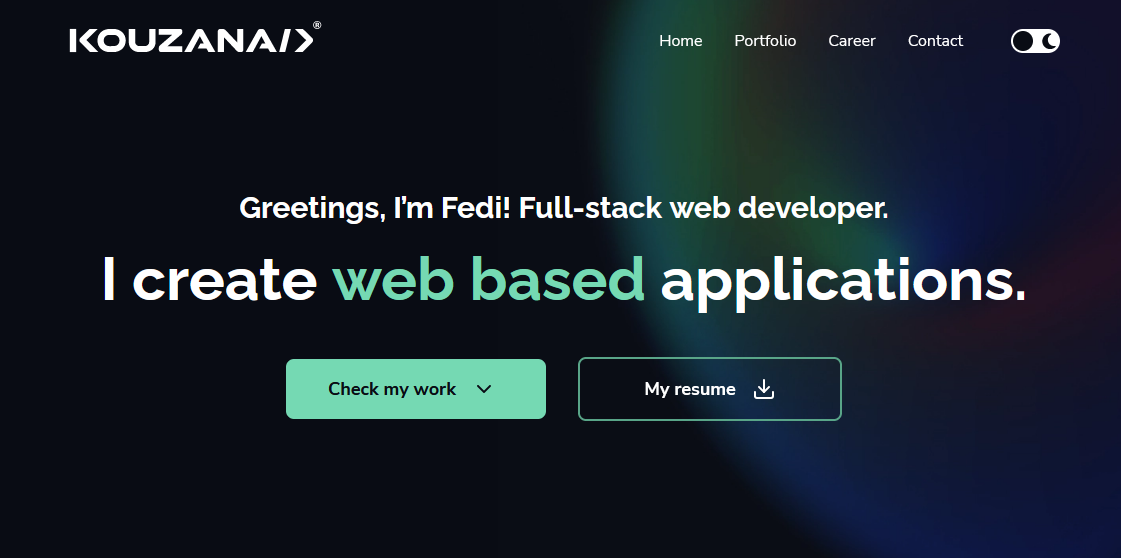 KOUZANA/>®
Home Portfolio Career Contact
Greetings, I’m Fedi! Full-stack web developer.
I create web based applications.
Check my work
My resume